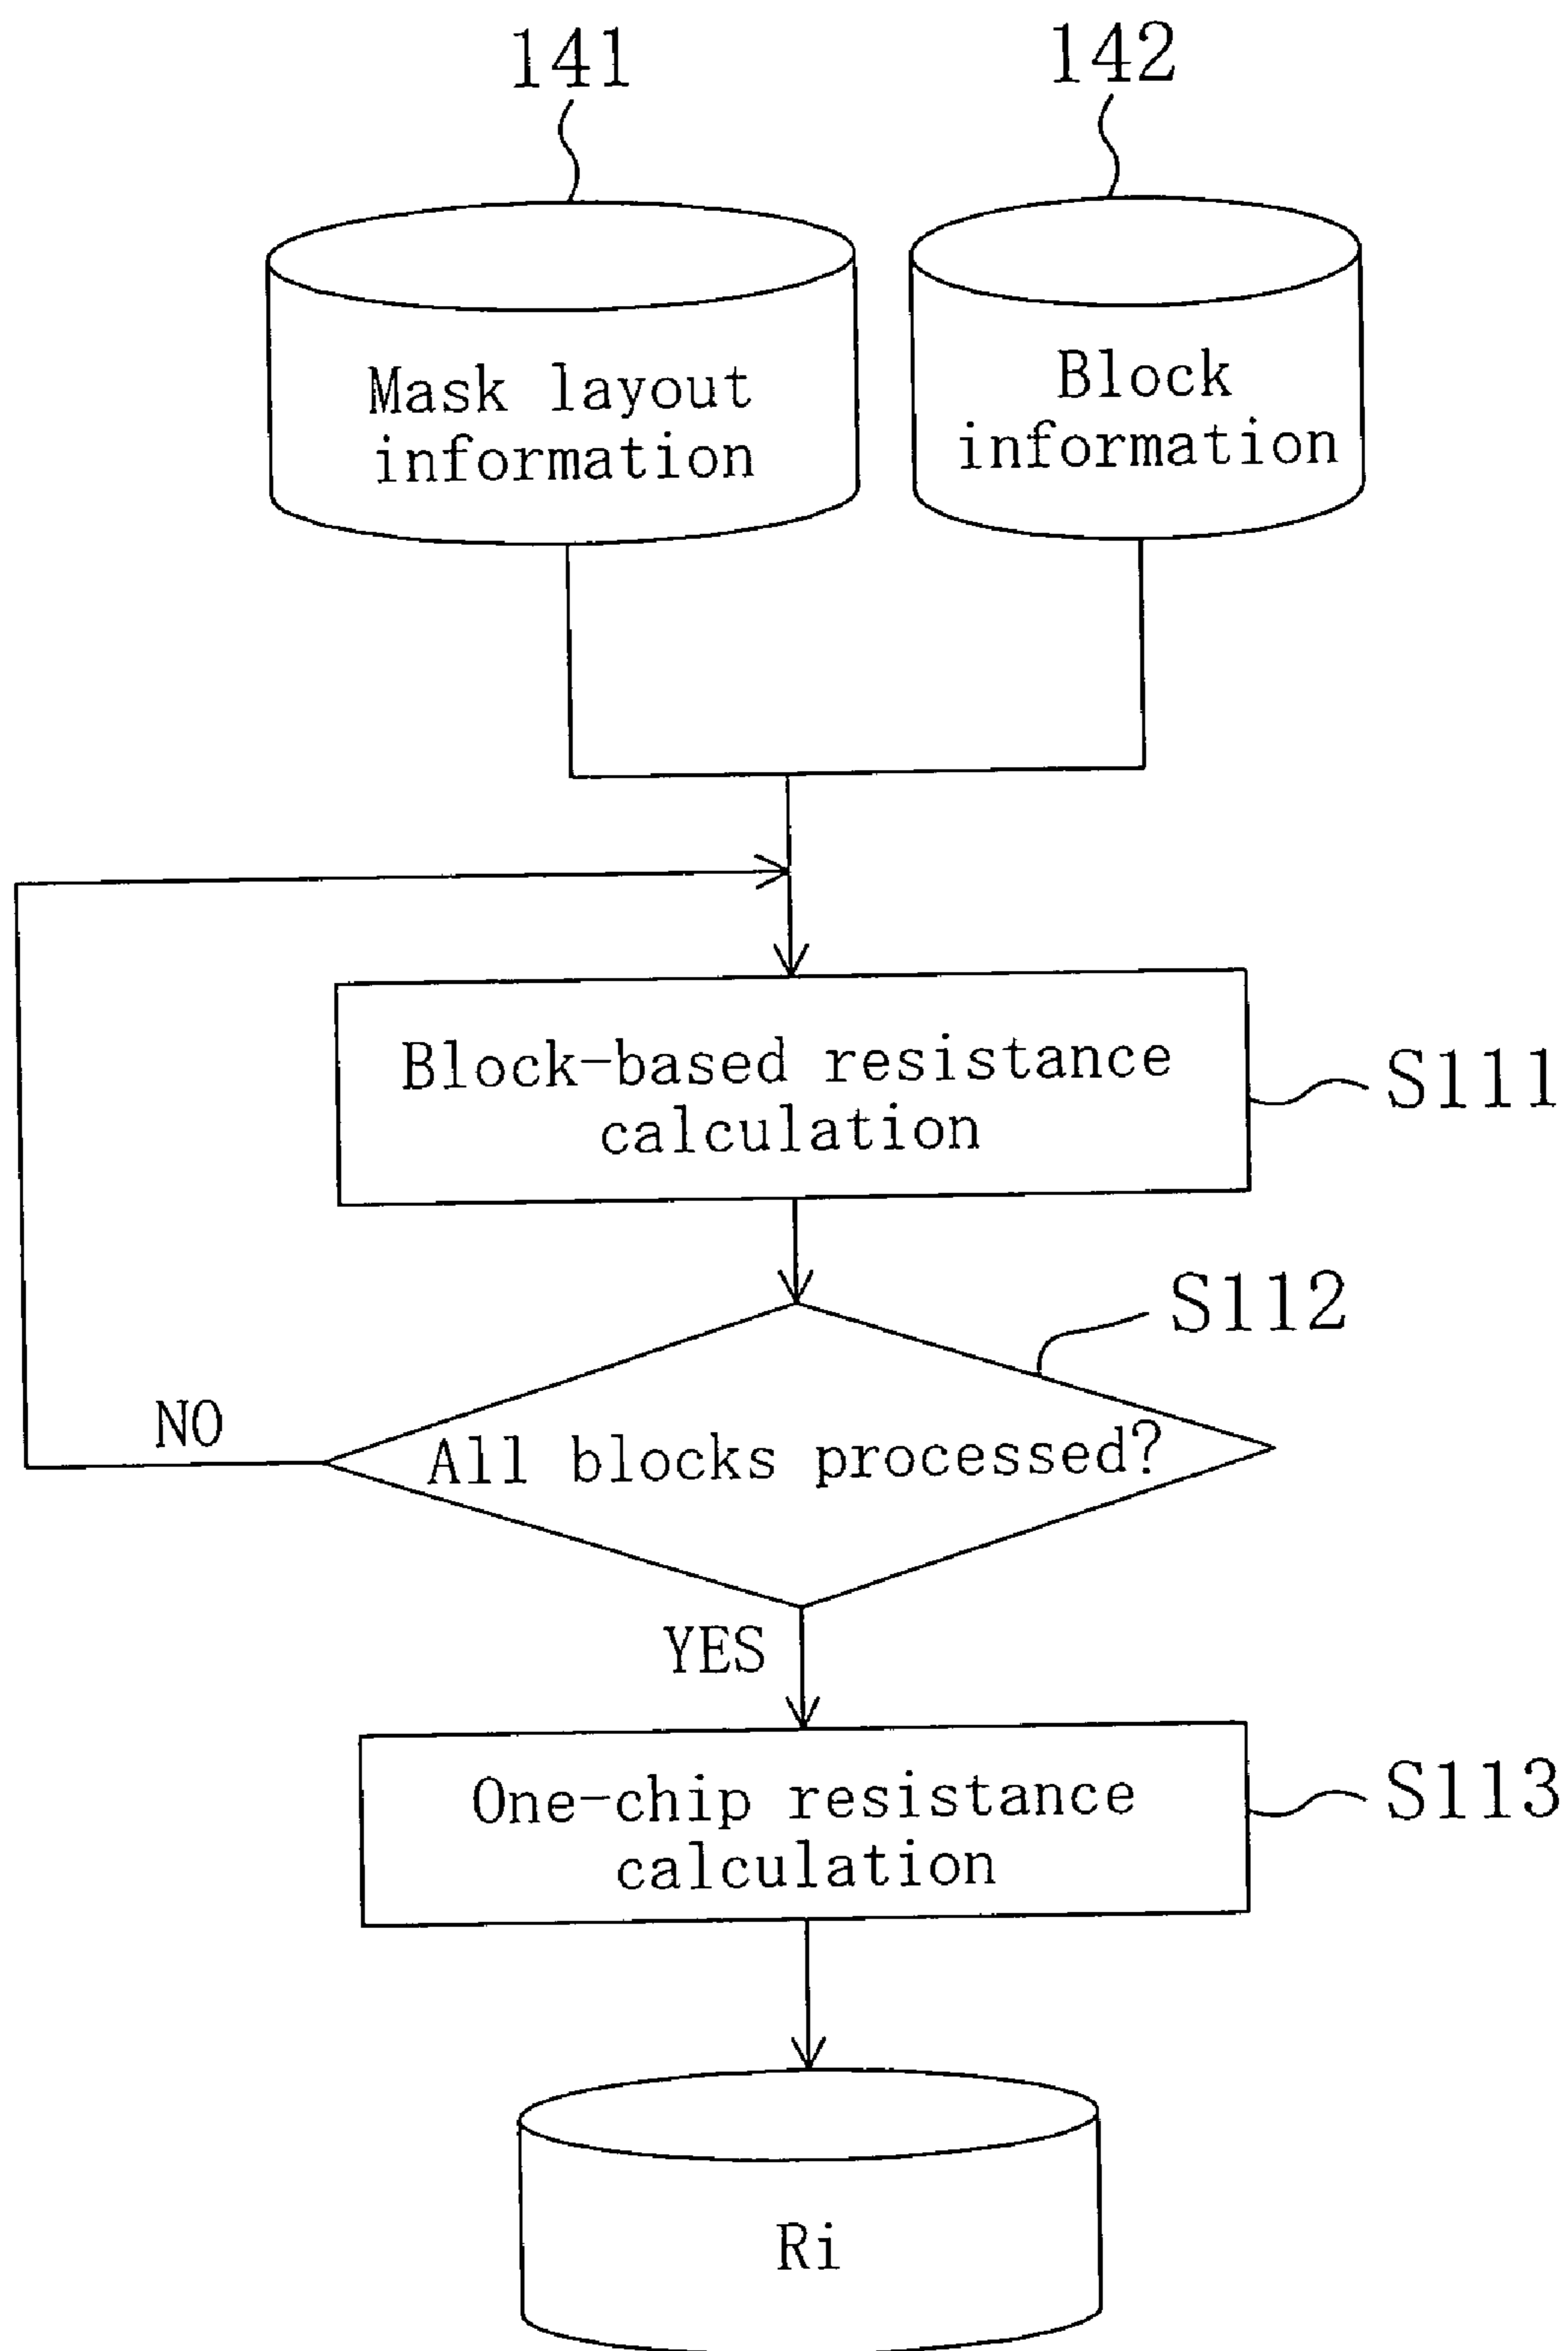 141
142
Mask layout
information
Block
information
Block-based resistance
calculation
S111
S112
NO
All blocks processed?
YES
One-chip resistance
calculation
S113
Ri